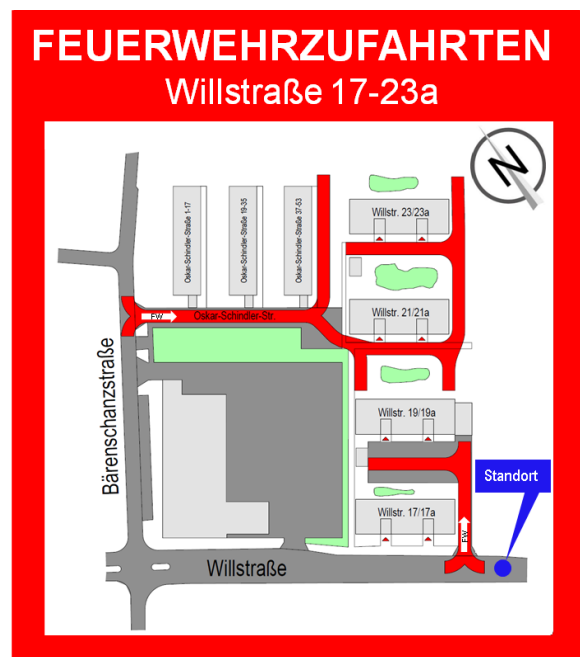 FEUERWEHRZUFAHRTEN
Willstraße 17-23a
N
Oskar-Schindler-Straße 1-17
Oskar-Schindler-Straße 19-35
Oskar-Schindler-Straße 37-53
Willstr. 23/23a
FW
Oskar-Schindler-Str.
Willstr. 21/21a
Bärenschanzstraße
Willstr. 19/19a
Standort
Willstr. 17/17a
FW
Willstraße